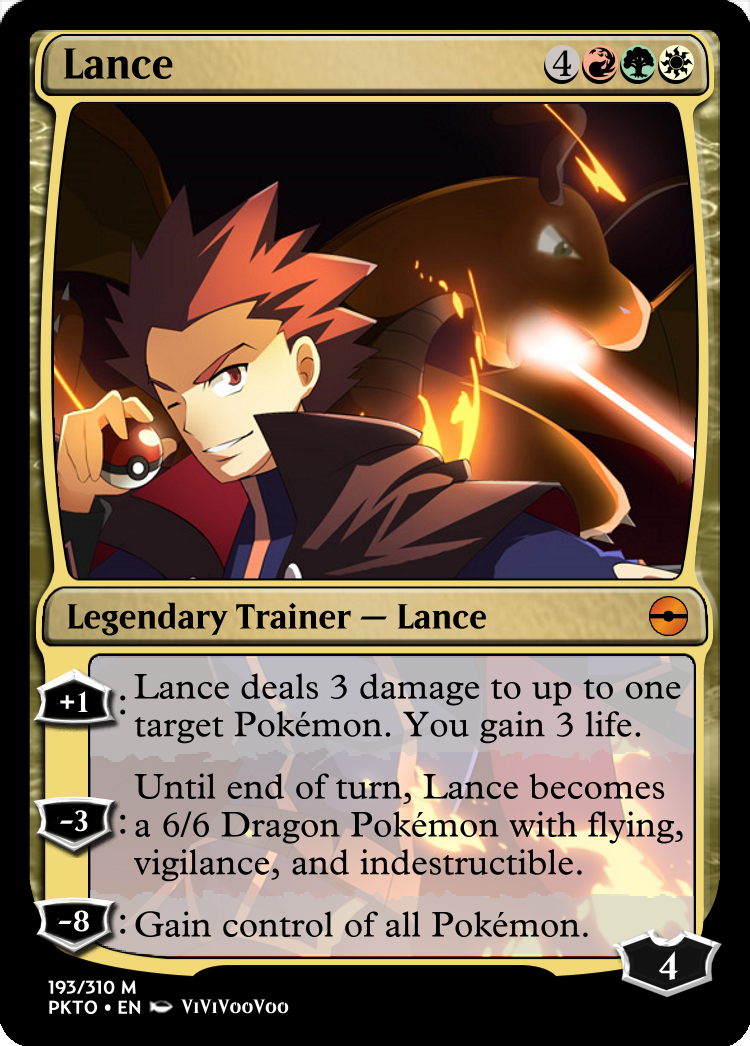 Lance 4
Legendary Trainer — Lance
+1: Lance deals 3 damage to up to one
target Pokémon. You gain 3 life.
Until end of turn, Lance becomes
−3: a 6/6 Dragon Pokémon with flying,
vigilance, and indestructible.
−8: Gain control of all Pokémon.
4
193/310 M
PKTO • EN ViViVooVoo